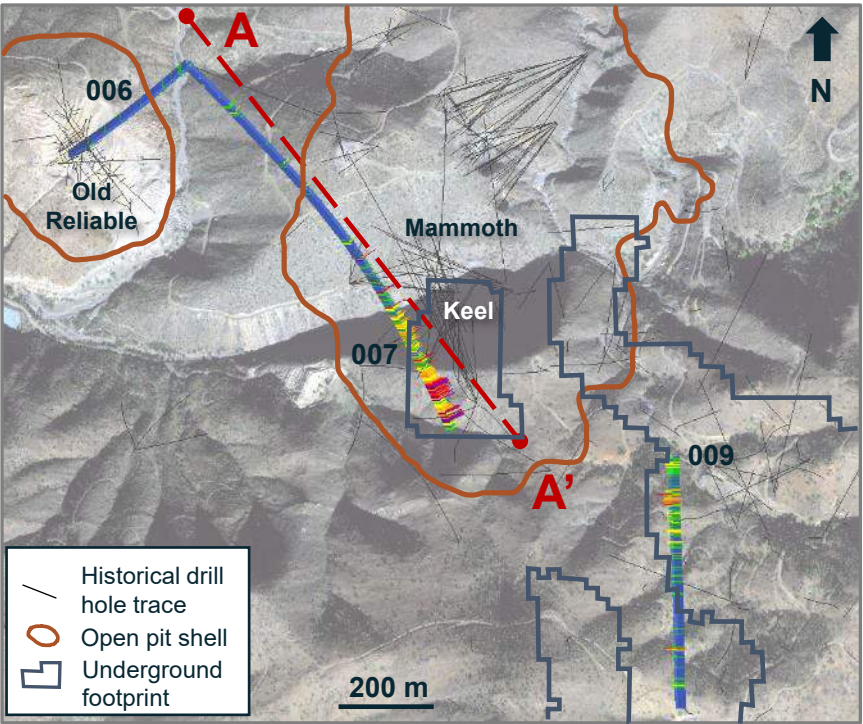 A
006
N
Old
Reliable
Mammoth
Keel
007
009
A’
Historical drill
hole trace
Open pit shell
Underground
footprint
200 m